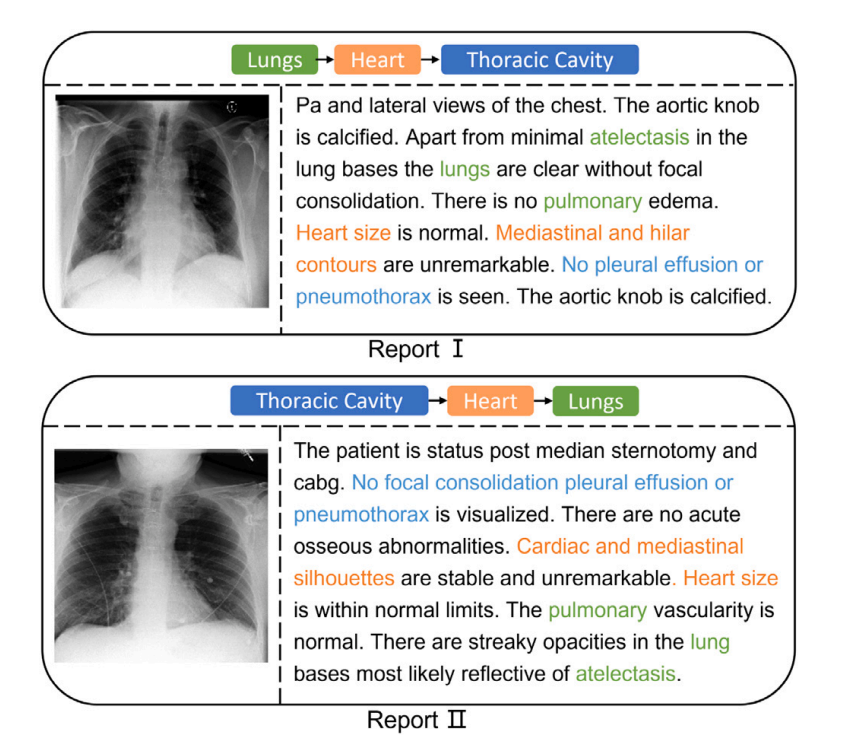 Lungs Heart Thoracic Cavity
Pa and lateral views of the chest. The aortic knob
is calcified. Apart from minimal atelectasis in the
lung bases the lungs are clear without focal
consolidation. There is no pulmonary edema.
Heart size is normal. Mediastinal and hilar
contours are unremarkable. No pleural effusion or
pneumothorax is seen. The aortic knob is calcified.
Report Ⅰ
Thoracic Cavity Heart Lungs
The patient is status post median sternotomy and
cabg. No focal consolidation pleural effusion or
pneumothorax is visualized. There are no acute
osseous abnormalities. Cardiac and mediastinal
silhouettes are stable and unremarkable. Heart size
is within normal limits. The pulmonary vascularity is
normal. There are streaky opacities in the lung
bases most likely reflective of atelectasis.
Report Ⅱ